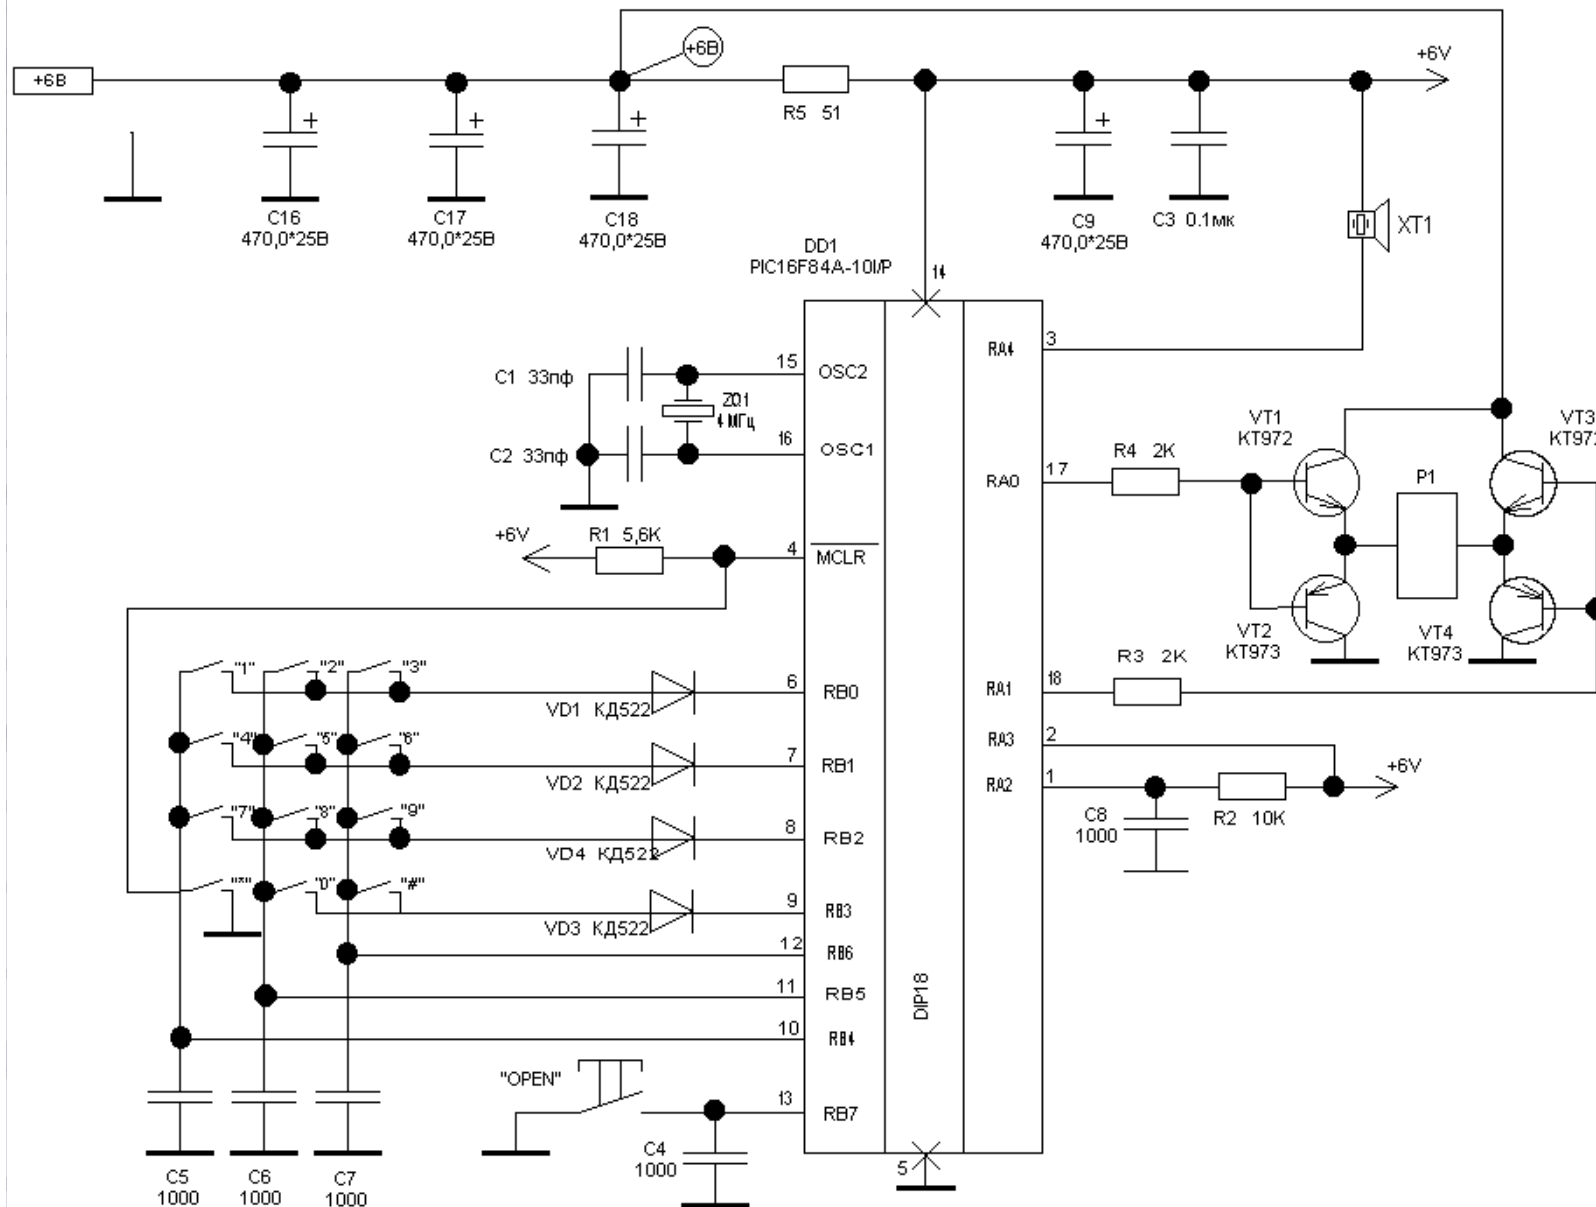 +6В
+6В
+6V
R5 51
C16
470,0*25В
C17
470,0*25В
C18
470,0*25В
C9
470,0*25В
C3 0.1мк
XT1
DD1
PIC16F84A-10I/P
14
C1 33пф
15
OSC2
RA4
3
ZQ1
4 МГц
C2 33пф
16
OSC1
RA0
17
R4 2K
VT1
КТ972
VT3
P1
+6V
R1 5,6K
4
MCLR
VT2
КТ973
VT4
КТ973
"1"
"2"
"3"
VD1 КД522
6
RB0
RA1
18
R3 2K
"4"
"5"
"6"
VD2 КД522
7
RB1
RA3
2
RA2
1
+6V
C8
1000
R2 10K
"7"
"8"
"9"
VD4 КД522
8
RB2
"*"
"0"
"#"
VD3 КД522
9
RB3
12
RB6
11
RB5
10
RB4
DIP18
"OPEN"
13
RB7
C4
1000
5
C5
1000
C6
1000
C7
1000